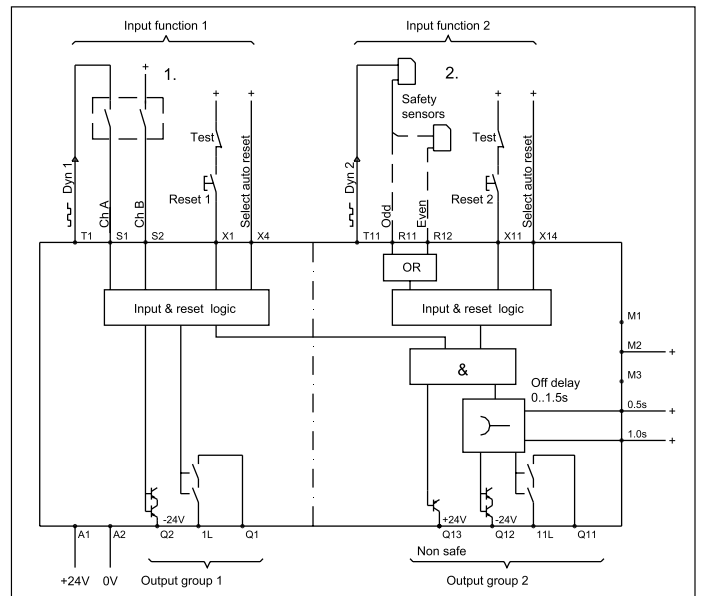 Input function 1
Input function 2
+ 1. 2.
Safety
sensors
+ + + +
Test
Test
Dyn 1
Ch A
Ch B
Reset 1
Select auto reset
Dyn 2
Odd
Even
Reset 2
Select auto reset
T1 S1 S2 X1 X4 T11 R11 R12 X11 X14
OR
Input & reset logic
Input & reset logic
M1
M2 +
&
M3
Off delay
0..1.5s
0.5s +
1.0s +
-24V +24V -24V
A1 A2 Q2 1L Q1 Q13 Q12 11L Q11
Non safe
+24V 0V Output group 1 Output group 2